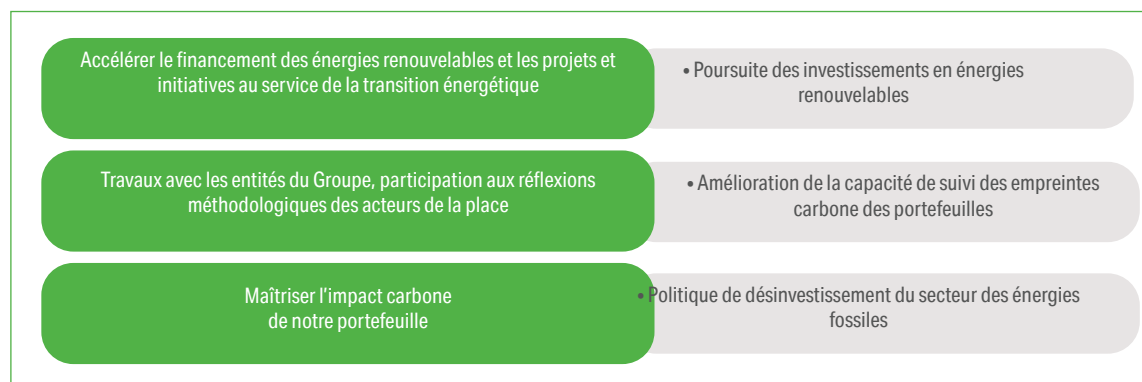 Accélérer le financement des énergies renouvelables et les projets et
initiatives au service de la transition énergétique
• Poursuite des investissements en énergies
renouvelables
Travaux avec les entités du Groupe, participation aux réflexions
méthodologiques des acteurs de la place
• Amélioration de la capacité de suivi des empreintes
carbone des portefeuilles
Maîtriser l'impact carbone
de notre portefeuille
• Politique de désinvestissement du secteur des énergies
fossiles